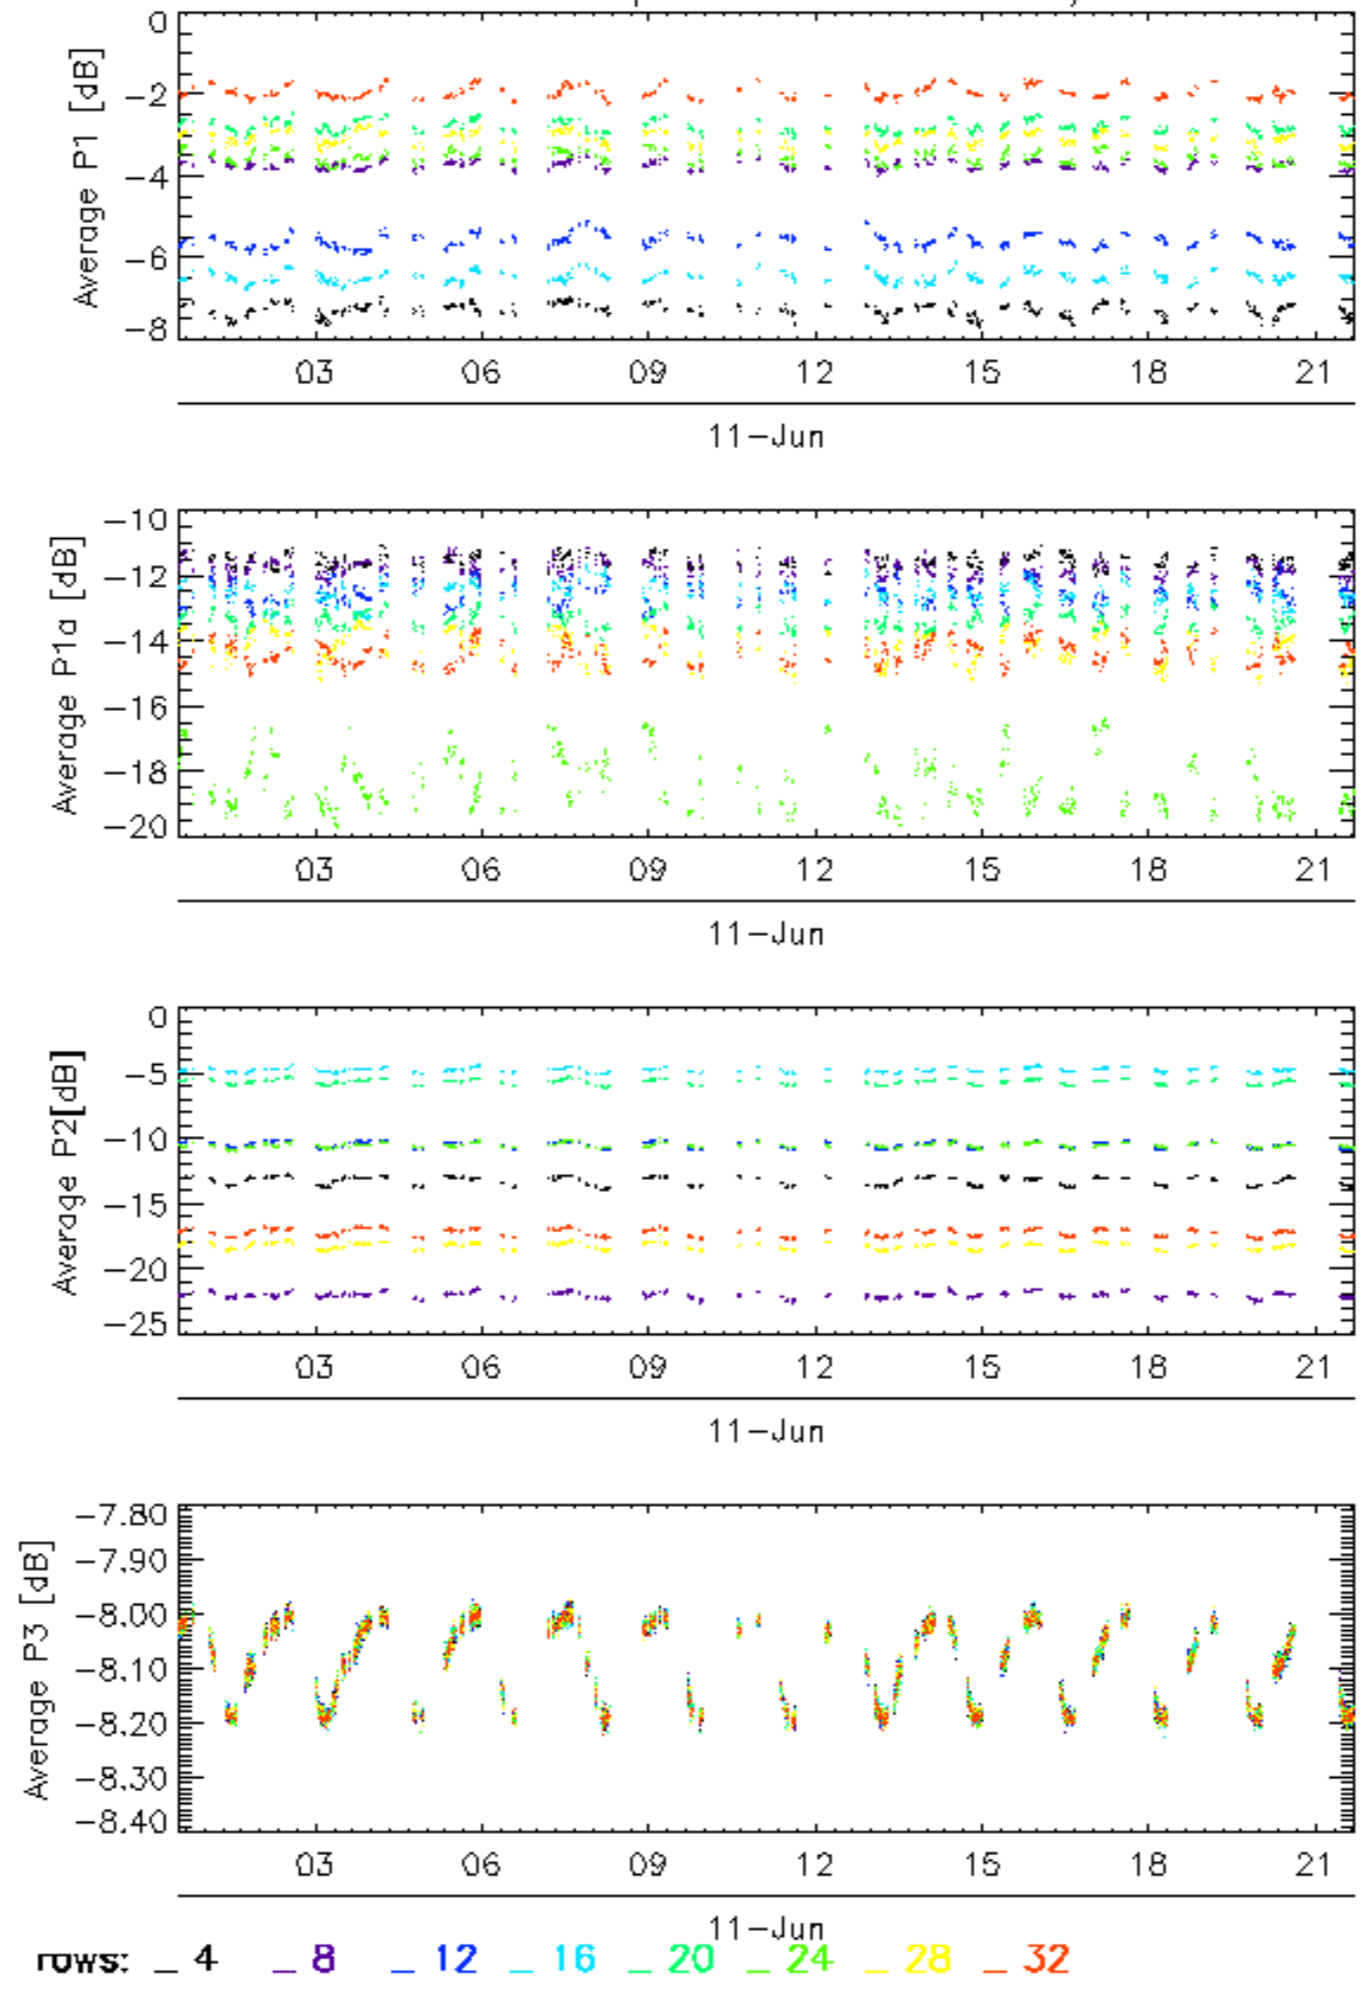 0
−2
−4
−6
−8
Average P1 [dB]
03 06 09 12 15 18 21
11−Jun
−10
−12
−14
−16
−18
−20
Average P1a [dB]
03 06 09 12 15 18 21
11−Jun
0
−5
−10
−15
−20
−25
Average P2[dB]
03 06 09 12 15 18 21
11−Jun
−7.80
−7.90
−8.00
−8.10
−8.20
−8.30
−8.40
Average P3 [dB]
03 06 09 12 15 18 21
11−Jun
rows: _ 4 _ 8 _ 12 _ 16 _ 20 _ 24 _ 28 _ 32